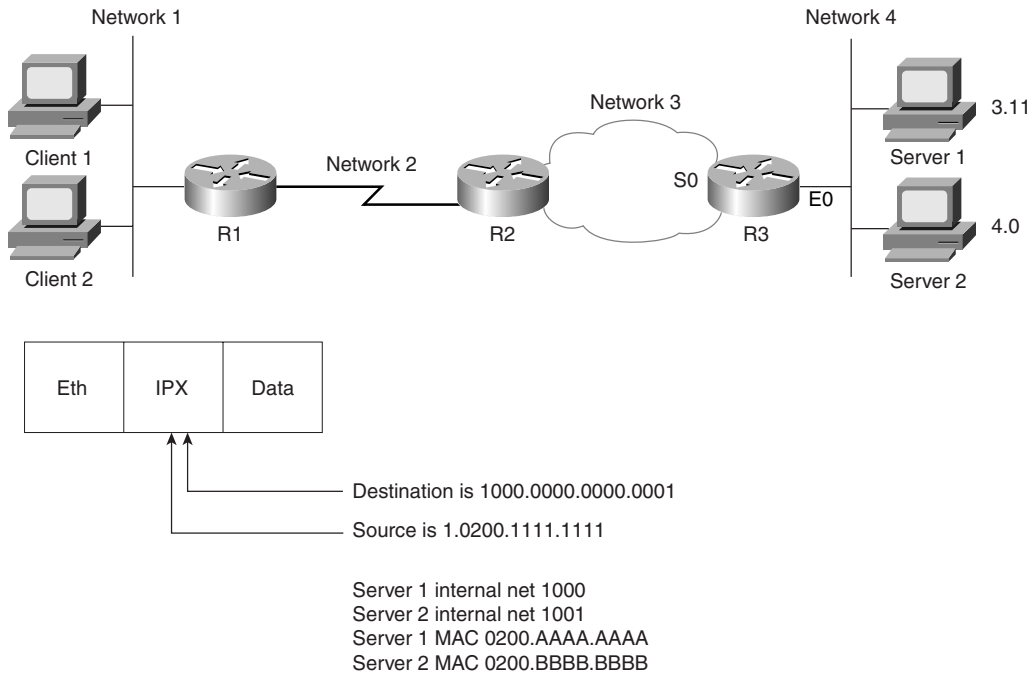 Network 1
Network 4
Client 1
Client 2
R1
Network 2
R2
Network 3
S0
R3
E0
3.11
Server 1
4.0
Server 2
Eth
IPX
Data
Destination is 1000.0000.0000.0001
Source is 1.0200.1111.1111
Server 1 internal net 1000
Server 2 internal net 1001
Server 1 MAC 0200.AAAA.AAAA
Server 2 MAC 0200.BBBB.BBBB